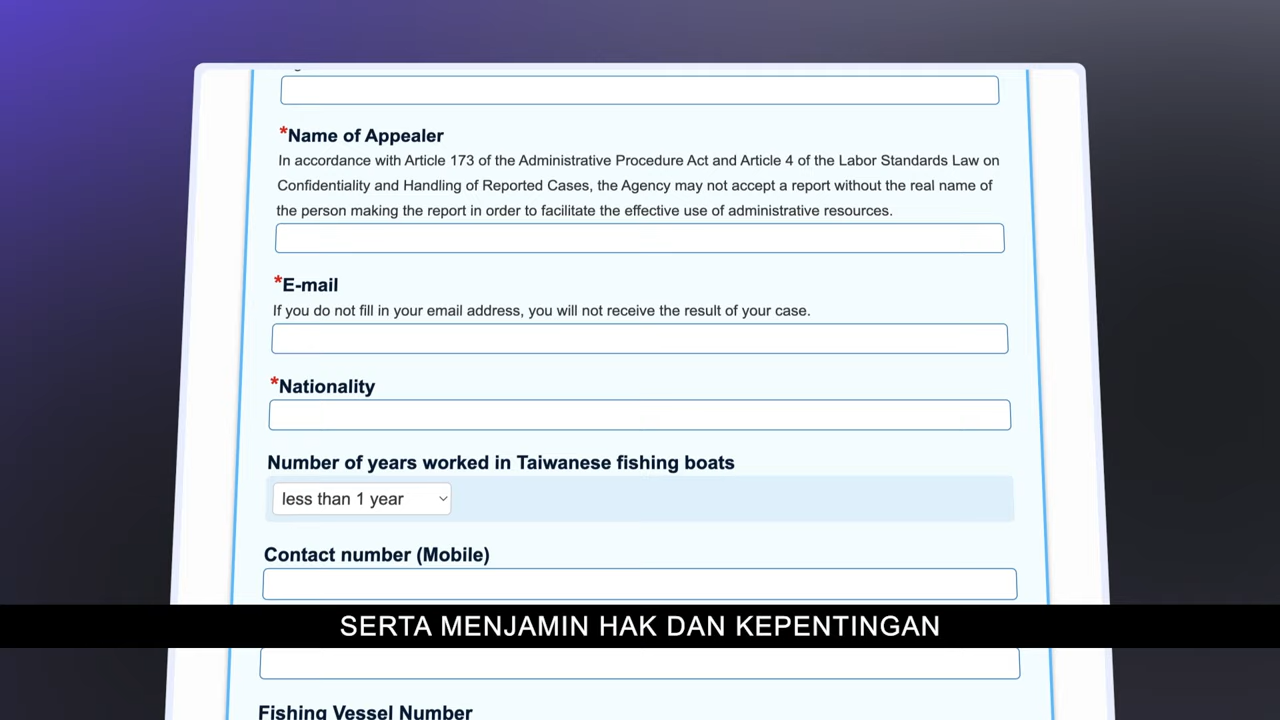 *Name of Appealer
In accordance with Article 173 of the Administrative Procedure Act and Article 4 of the Labor Standards Law on
Confidentiality and Handling of Reported Cases, the Agency may not accept a report without the real name of
the person making the report in order to facilitate the effective use of administrative resources.
*E-mail
If you do not fill in your email address, you will not receive the result of your case.
*Nationality
Number of years worked in Taiwanese fishing boats
less than 1 year
Contact number (Mobile)
SERTA MENJAMIN HAK DAN KEPENTINGAN
Fishing Vessel Number